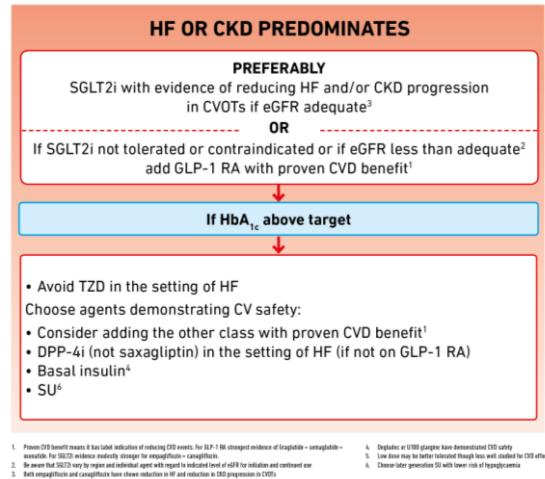 HF OR CKD PREDOMINATES
PREFERABLY
SGLT2i with evidence of reducing HF and/or CKD progression
in CVOTs if eGFR adequate³
OR
If SGLT2i not tolerated or contraindicated or if eGFR less than adequate²
add GLP-1 RA with proven CVD benefit¹
If HbA1c above target
• Avoid TZD in the setting of HF
Choose agents demonstrating CV safety:
• Consider adding the other class with proven CVD benefit¹
• DPP-4i (not saxagliptin) in the setting of HF (if not on GLP-1 RA)
• Basal insulin⁴
• SU⁶
1. Proven CVD benefit means it has label indication of reducing CVD events. For GLP-1 RA strongest evidence of liraglutide > semaglutide >
exenatide. For SGLT2i evidence modestly stronger for empagliflozin > canagliflozin.
2. Be aware that SGLT2i vary by region and individual agent with regard to indicated level of eGFR for initiation and continued use
3. Both empagliflozin and canagliflozin have shown reduction in HF and reduction in CKD progression in CVOTs
4. Degludec or U100 glargine have demonstrated CVD safety
5. Low dose may be better tolerated though less well studied for CVD effe
6. Choose later generation SU with lower risk of hypoglycaemia